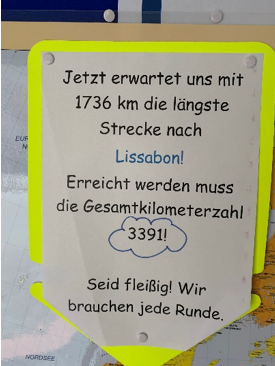 Jetzt erwartet uns mit
1736 km die längste
Strecke nach
Lissabon!
Erreicht werden muss
die Gesamtkilometerzahl
3391!
Seid fleißig! Wir
brauchen jede Runde.
NORDSEE